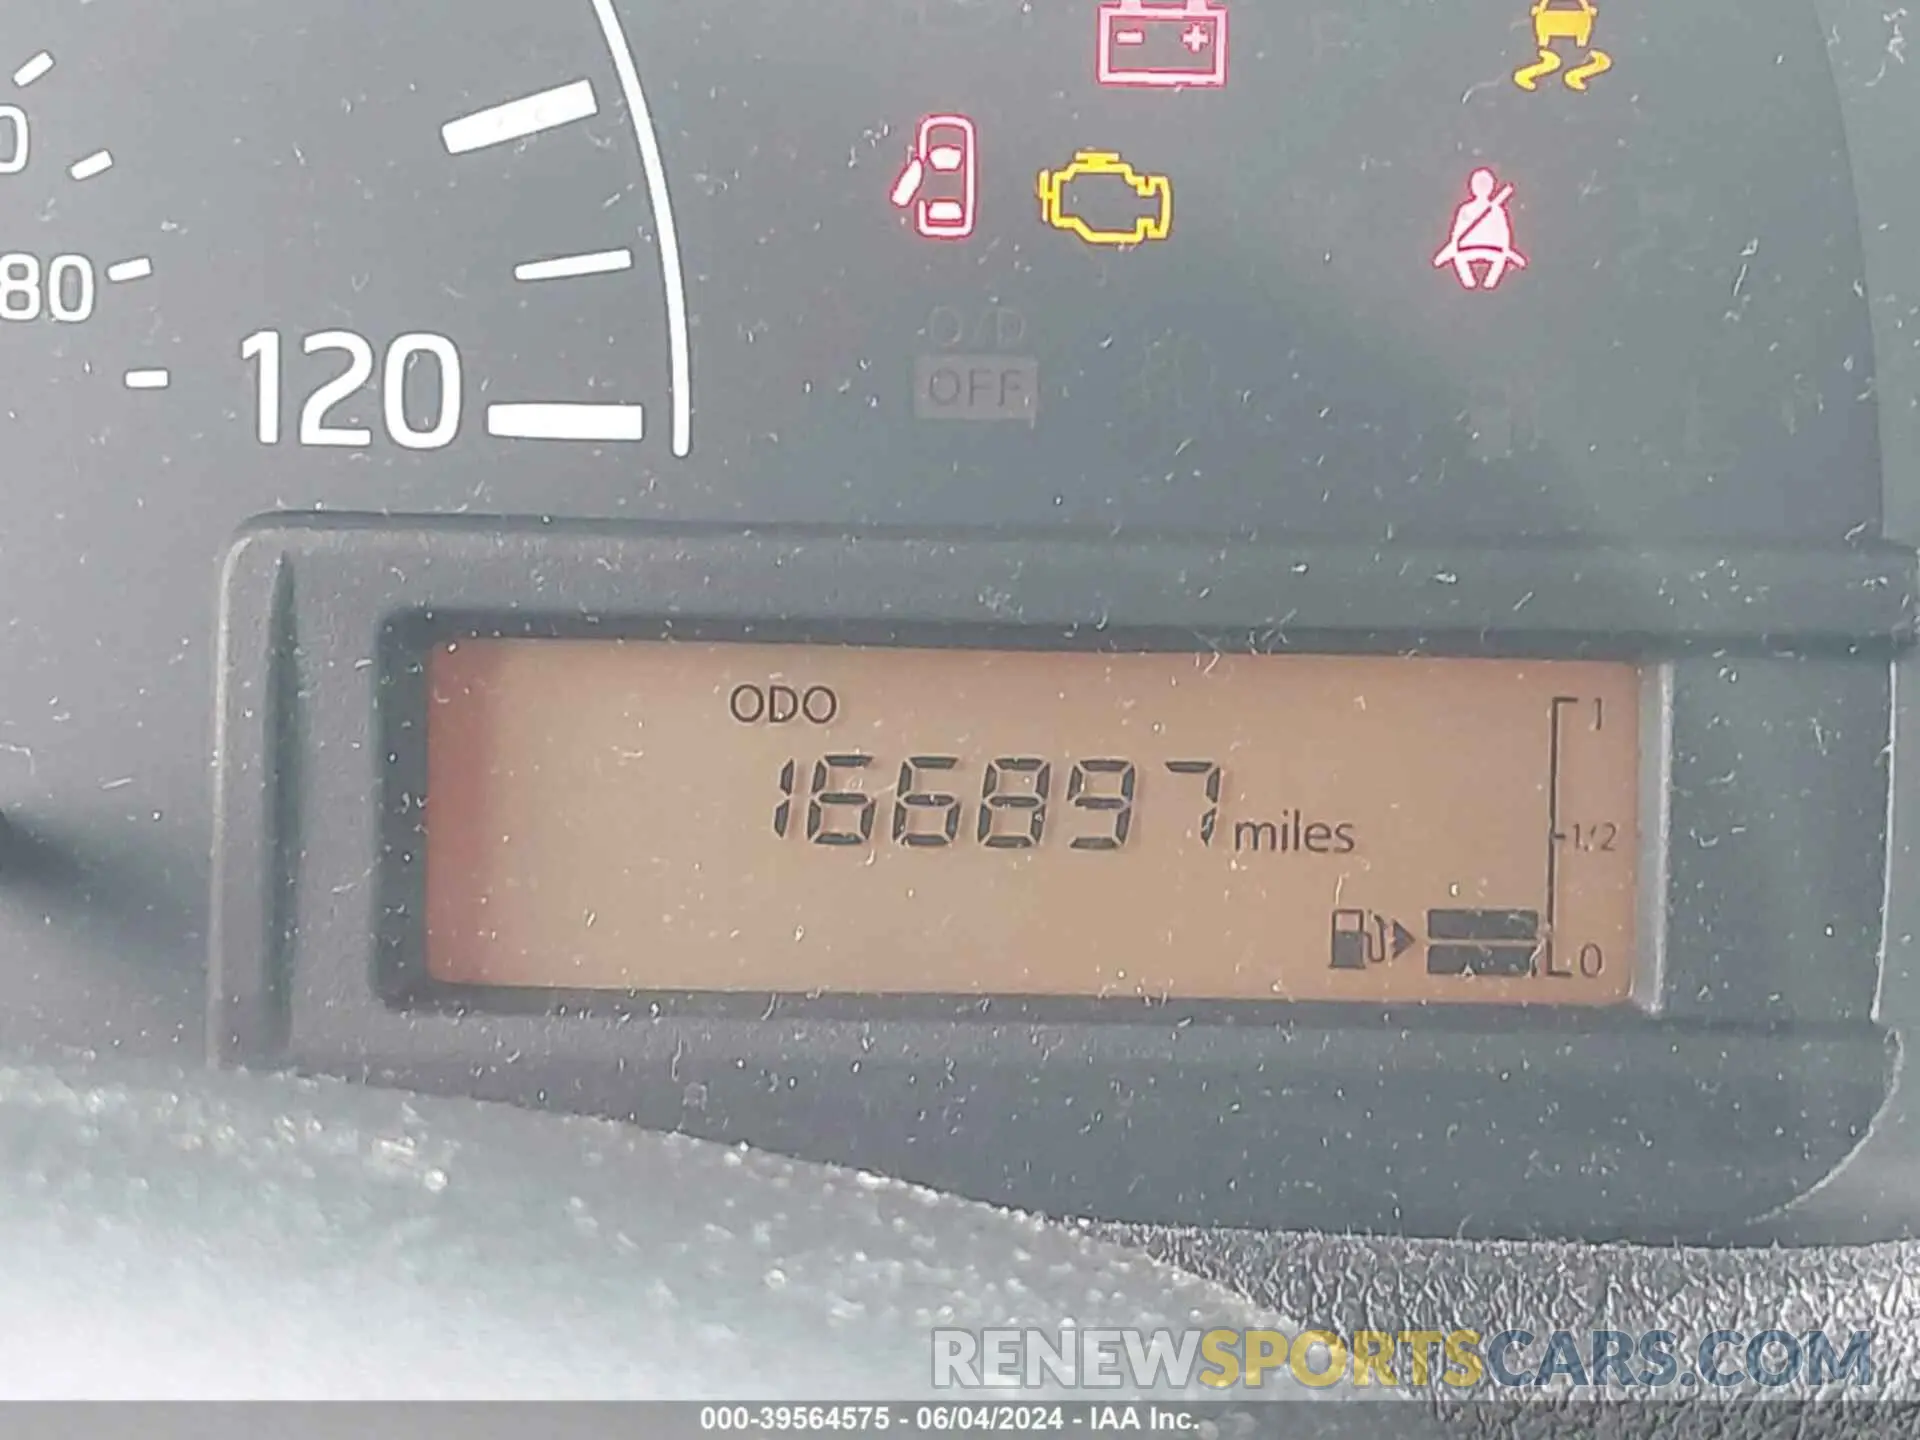 80
120
O/D
OFF
ODO
166897 miles
1
1/2
0
RENEWSPORTSCARS.COM
000-39564575 - 06/04/2024 - IAA Inc.